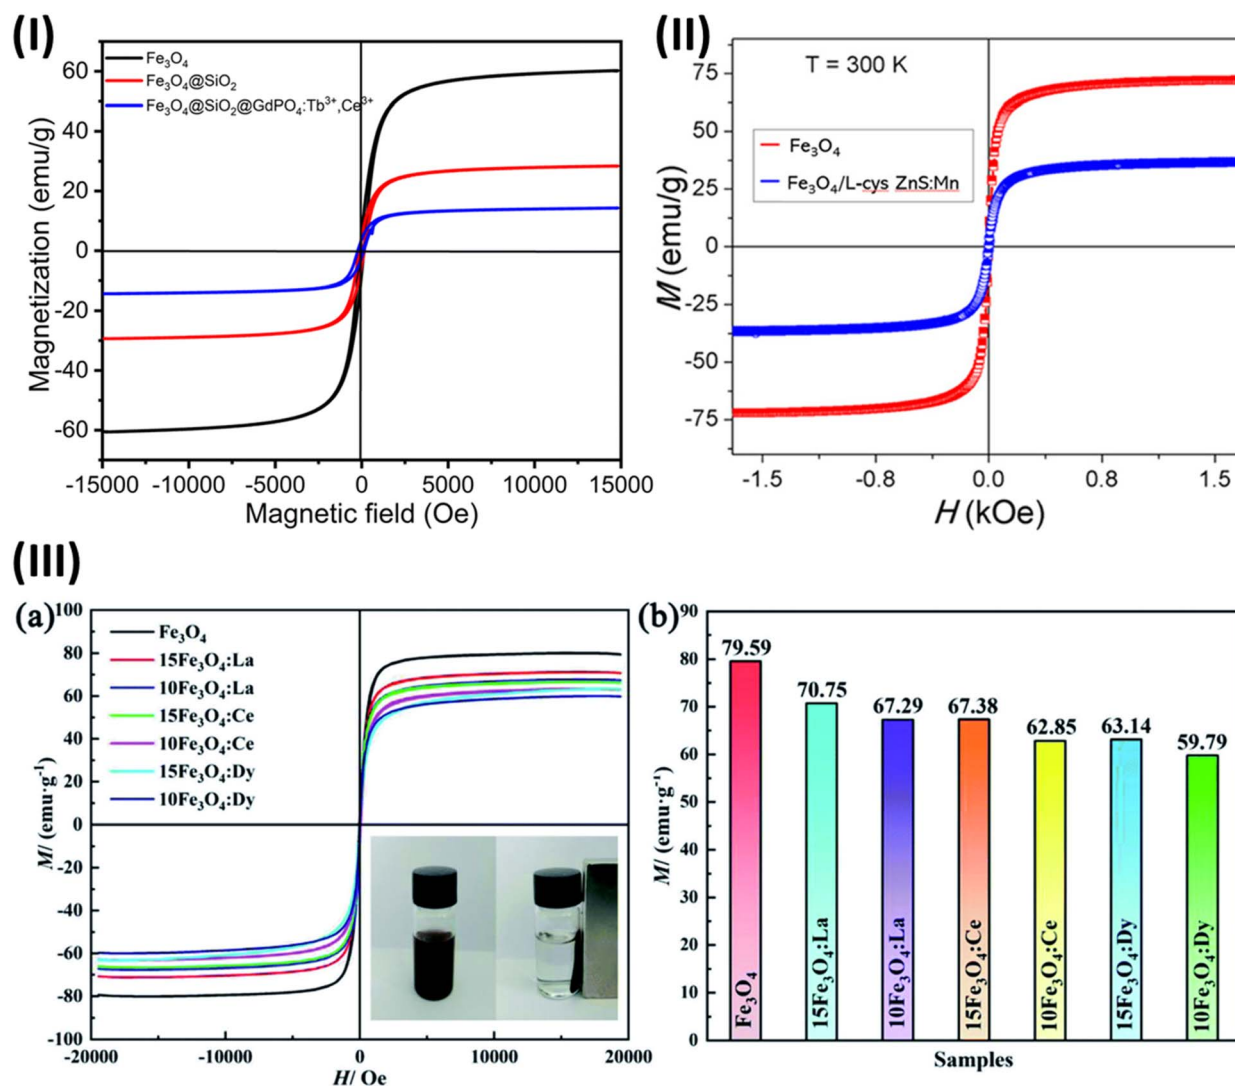 (I)
Fe₃O₄
Fe₃O₄@SiO₂
Fe₃O₄@SiO₂@GdPO₄:Tb³⁺,Ce³⁺
Magnetization (emu/g)
60
40
20
0
-20
-40
-60
-15000 -10000 -5000 0 5000 10000 15000
Magnetic field (Oe)
(II)
T = 300 K
Fe₃O₄
Fe₃O₄/L-cys ZnS:Mn
M (emu/g)
75
50
25
0
-25
-50
-75
-1.5 -0.8 0.0 0.8 1.5
H (kOe)
(III)
(a)
Fe₃O₄
15Fe₃O₄:La
10Fe₃O₄:La
15Fe₃O₄:Ce
10Fe₃O₄:Ce
15Fe₃O₄:Dy
10Fe₃O₄:Dy
M/ (emu·g⁻¹)
100
80
60
40
20
0
-20
-40
-60
-80
-100
-20000 -10000 0 10000 20000
H/ Oe
(b)
M/ (emu·g⁻¹)
90
80
70
60
50
40
30
20
10
0
79.59
70.75
67.29
67.38
62.85
63.14
59.79
Fe₃O₄
15Fe₃O₄:La
10Fe₃O₄:La
15Fe₃O₄:Ce
10Fe₃O₄:Ce
15Fe₃O₄:Dy
10Fe₃O₄:Dy
Samples